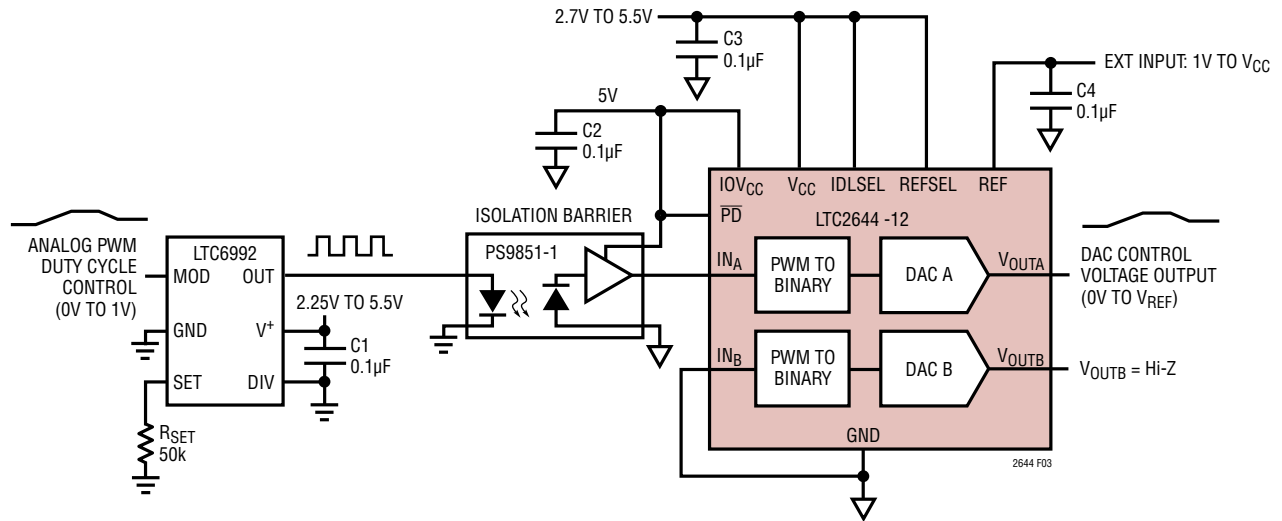 2.7V TO 5.5V
C3
0.1µF
EXT INPUT: 1V TO VCC
C4
0.1µF
5V
C2
0.1µF
IOVCC VCC IDLSEL REFSEL REF
PD
LTC2644 -12
ISOLATION BARRIER
PS9851-1
ANALOG PWM
DUTY CYCLE
CONTROL
(0V TO 1V)
LTC6992
MOD OUT
GND V+
SET DIV
2.25V TO 5.5V
C1
0.1µF
RSET
50k
INA
PWM TO
BINARY
DAC A
VOUTA
DAC CONTROL
VOLTAGE OUTPUT
(0V TO VREF)
INB
PWM TO
BINARY
DAC B
VOUTB
VOUTB = Hi-Z
GND
2644 F03